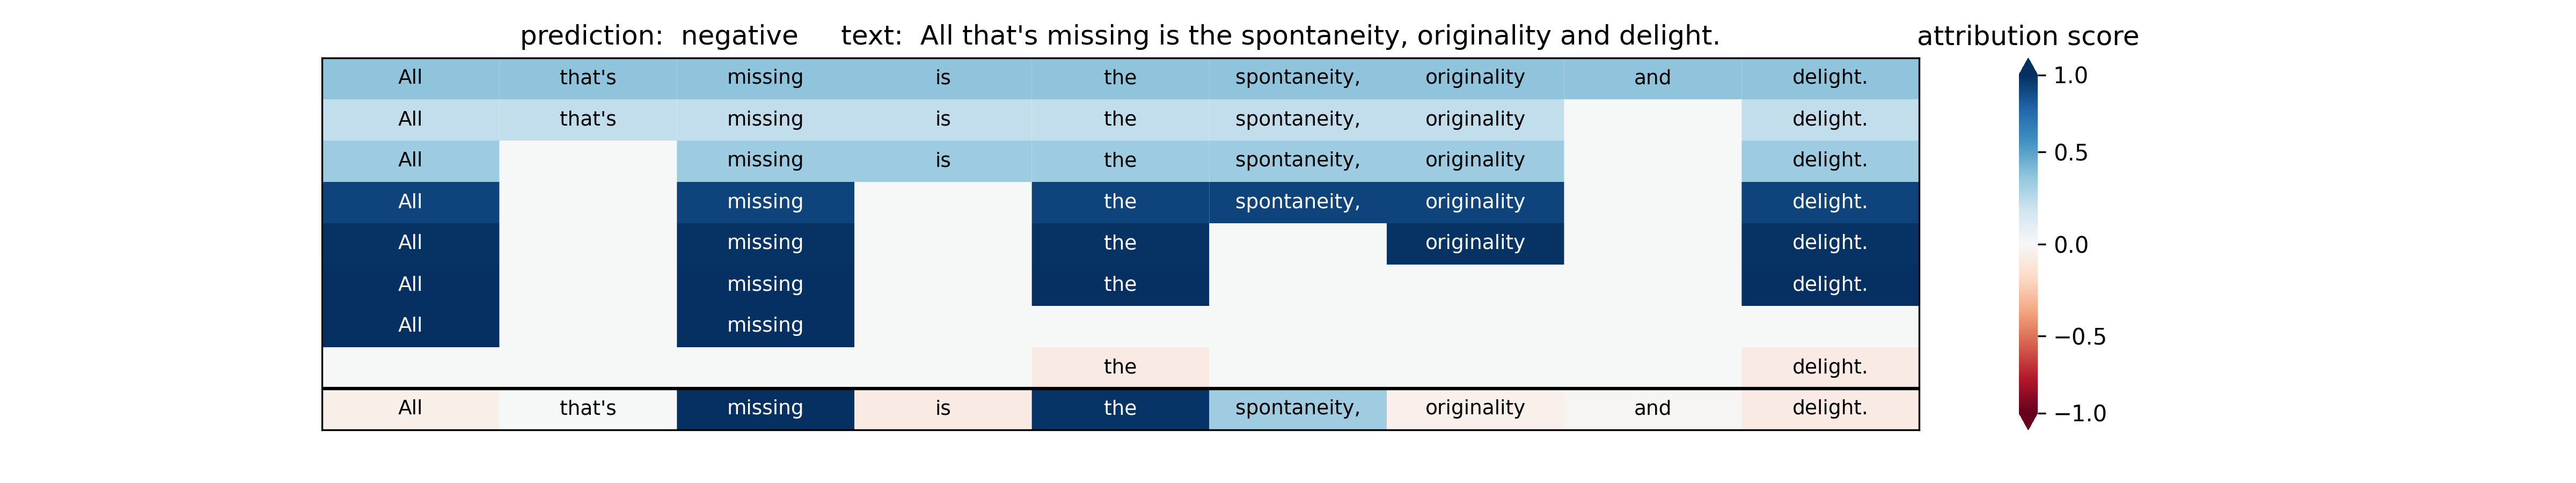 prediction: negative text: All that's missing is the spontaneity, originality and delight.
attribution score
All that's missing is the spontaneity, originality and delight.
All that's missing is the spontaneity, originality delight.
All missing is the spontaneity, originality delight.
All missing the spontaneity, originality delight.
All missing the originality delight.
All missing the delight.
All missing
the delight.
All that's missing is the spontaneity, originality and delight.
1.0
0.5
0.0
−0.5
−1.0